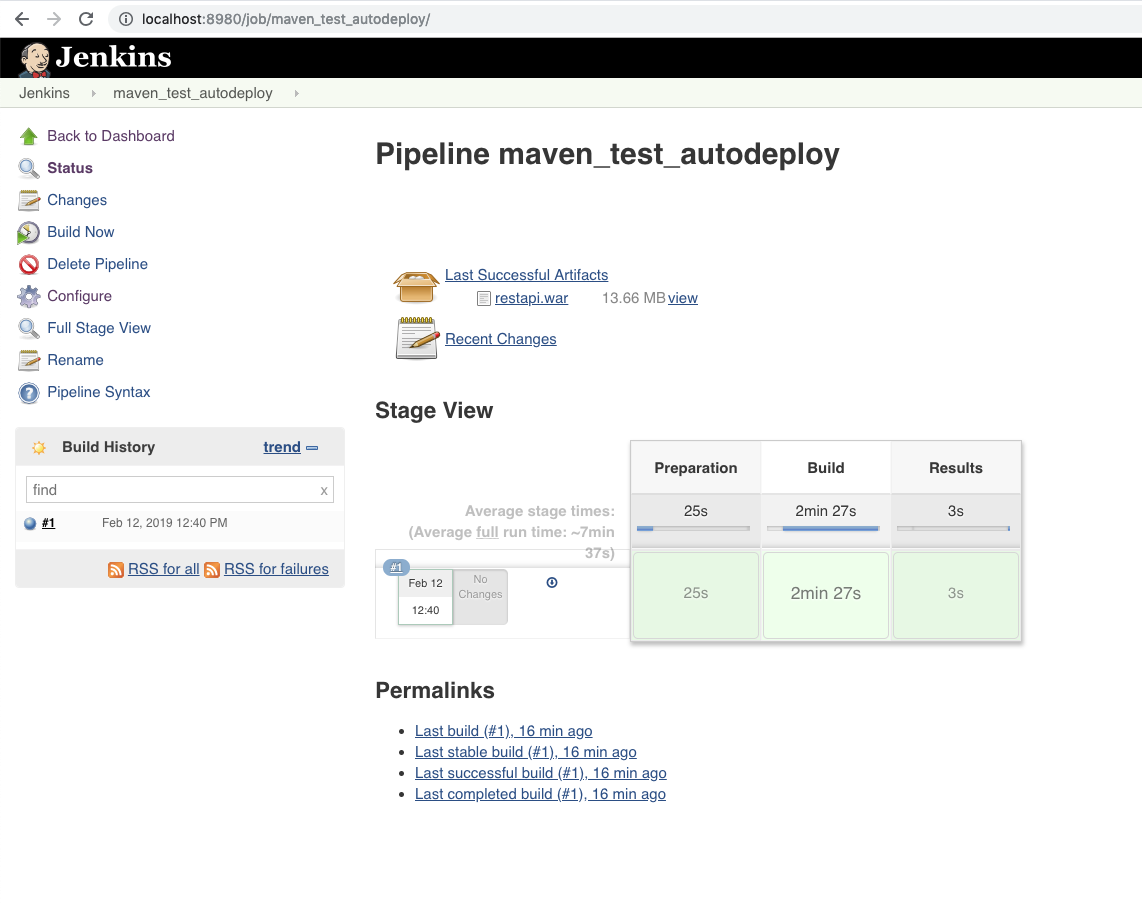 localhost:8980/job/maven_test_autodeploy/
Jenkins
Jenkins maven_test_autodeploy
Back to Dashboard
Status
Changes
Build Now
Delete Pipeline
Configure
Full Stage View
Rename
? Pipeline Syntax
Build History trend
find x
#1 Feb 12, 2019 12:40 PM
RSS for all RSS for failures
Pipeline maven_test_autodeploy
Last Successful Artifacts
restapi.war 13.66 MB view
Recent Changes
Stage View
Preparation Build Results
Average stage times:
(Average full run time: ~7min
37s)
25s 2min 27s 3s
#1
Feb 12
12:40
No
Changes
25s 2min 27s 3s
Permalinks
Last build (#1), 16 min ago
Last stable build (#1), 16 min ago
Last successful build (#1), 16 min ago
Last completed build (#1), 16 min ago